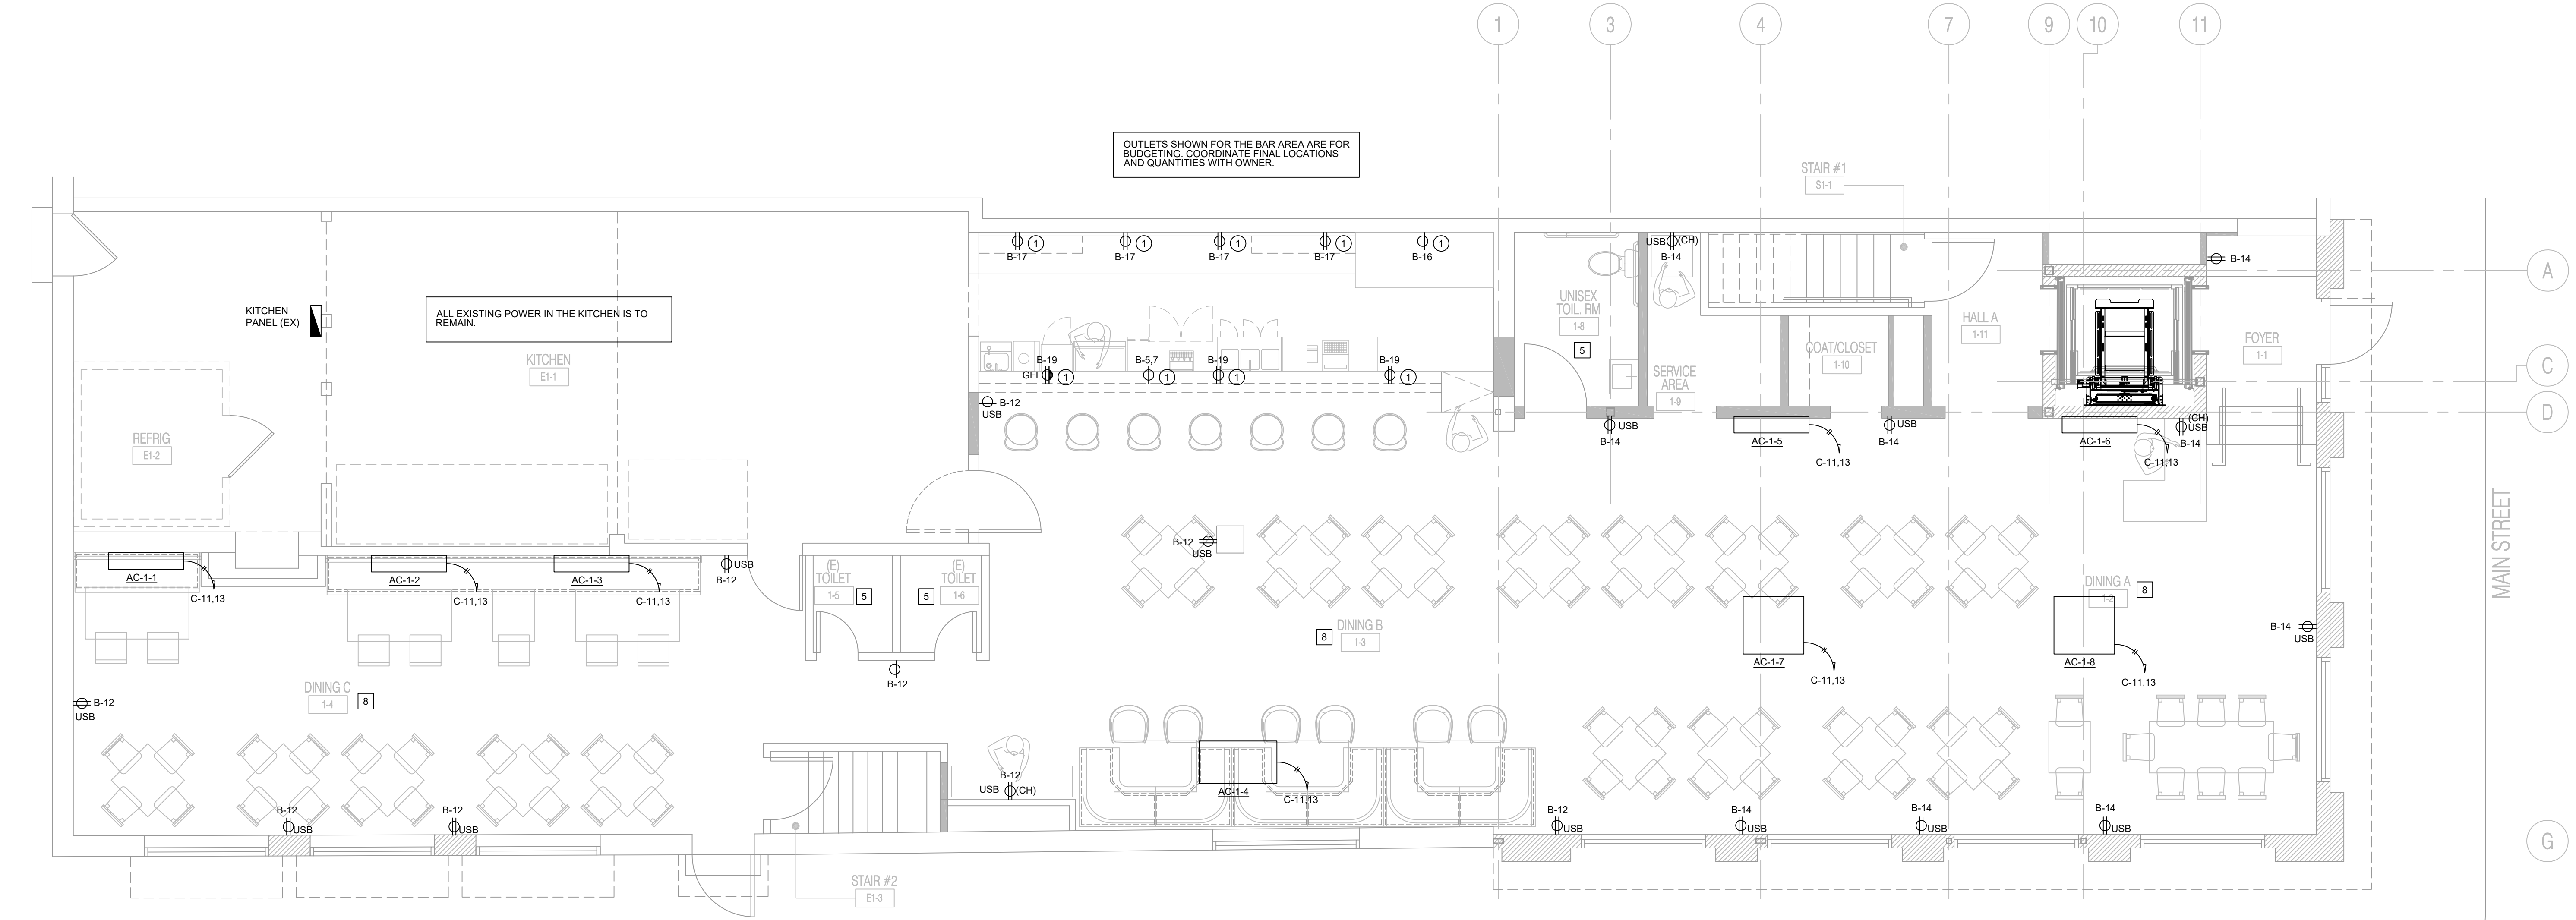 1
3
4
7
9
10
11
OUTLETS SHOWN FOR THE BAR AREA ARE FOR
BUDGETING. COORDINATE FINAL LOCATIONS
AND QUANTITIES WITH OWNER.
STAIR #1
S1-1
A
C
D
G
MAIN STREET
KITCHEN
PANEL (EX)
ALL EXISTING POWER IN THE KITCHEN IS TO
REMAIN.
KITCHEN
E1-1
REFRIG
E1-2
1
B-17
1
B-17
1
B-17
1
B-17
1
B-16
B-19
GFI
1
B-5,7
1
B-19
1
B-19
1
B-12
USB
UNISEX
TOIL. RM
1-8
5
USB
(CH)
B-14
SERVICE
AREA
1-9
COAT/CLOSET
1-10
HALL A
1-11
B-14
FOYER
1-1
USB
B-14
AC-1-5
C-11,13
USB
B-14
AC-1-6
C-11,13
(CH)
USB
B-14
AC-1-1
C-11,13
AC-1-2
C-11,13
AC-1-3
C-11,13
USB
B-12
(E)
TOILET
1-5
5
5
(E)
TOILET
1-6
B-12
B-12
USB
DINING B
1-3
8
DINING A
1-2
8
AC-1-7
C-11,13
AC-1-8
C-11,13
B-14
USB
DINING C
1-4
8
B-12
USB
B-12
USB
B-12
USB
B-12
USB
(CH)
AC-1-4
C-11,13
B-12
USB
B-14
USB
B-14
USB
B-14
USB
STAIR #2
E1-3